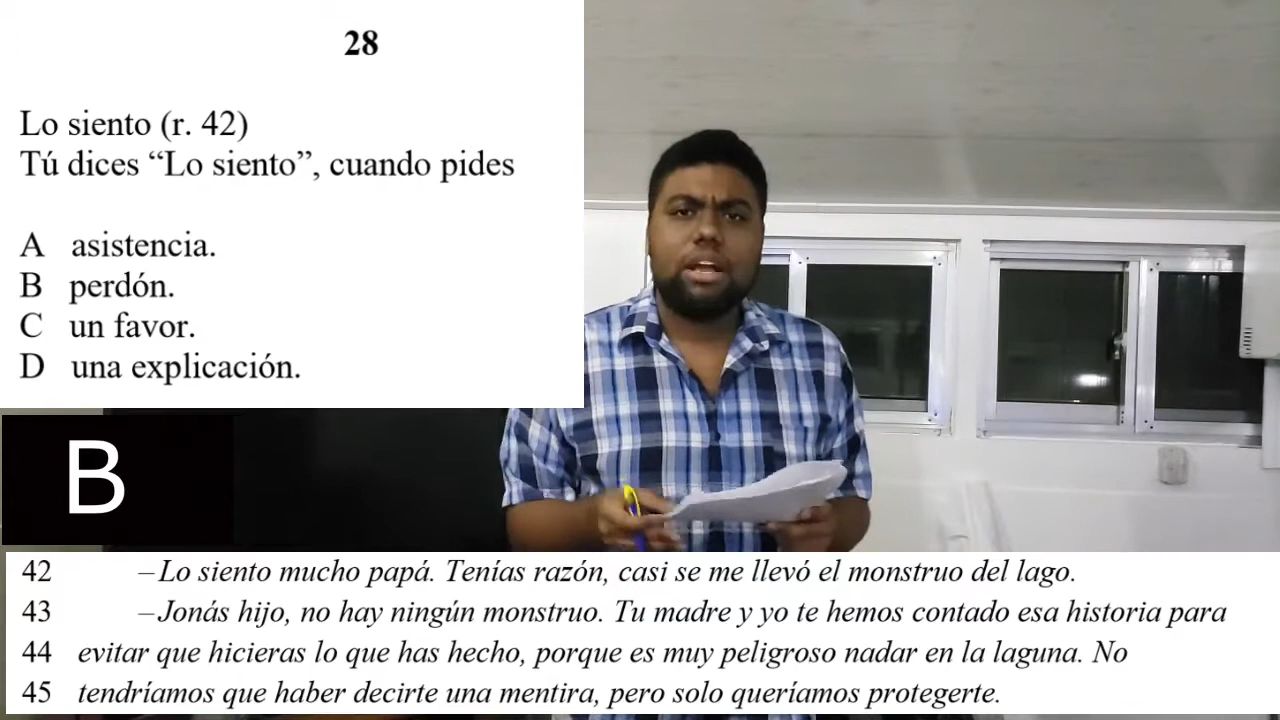 28
Lo siento (r. 42)
Tú dices “Lo siento”, cuando pides
A asistencia.
B perdón.
C un favor.
D una explicación.
B
42 –Lo siento mucho papá. Tenías razón, casi se me llevó el monstruo del lago.
43 –Jonás hijo, no hay ningún monstruo. Tu madre y yo te hemos contado esa historia para
44 evitar que hicieras lo que has hecho, porque es muy peligroso nadar en la laguna. No
45 tendríamos que haber decirte una mentira, pero solo queríamos protegerte.